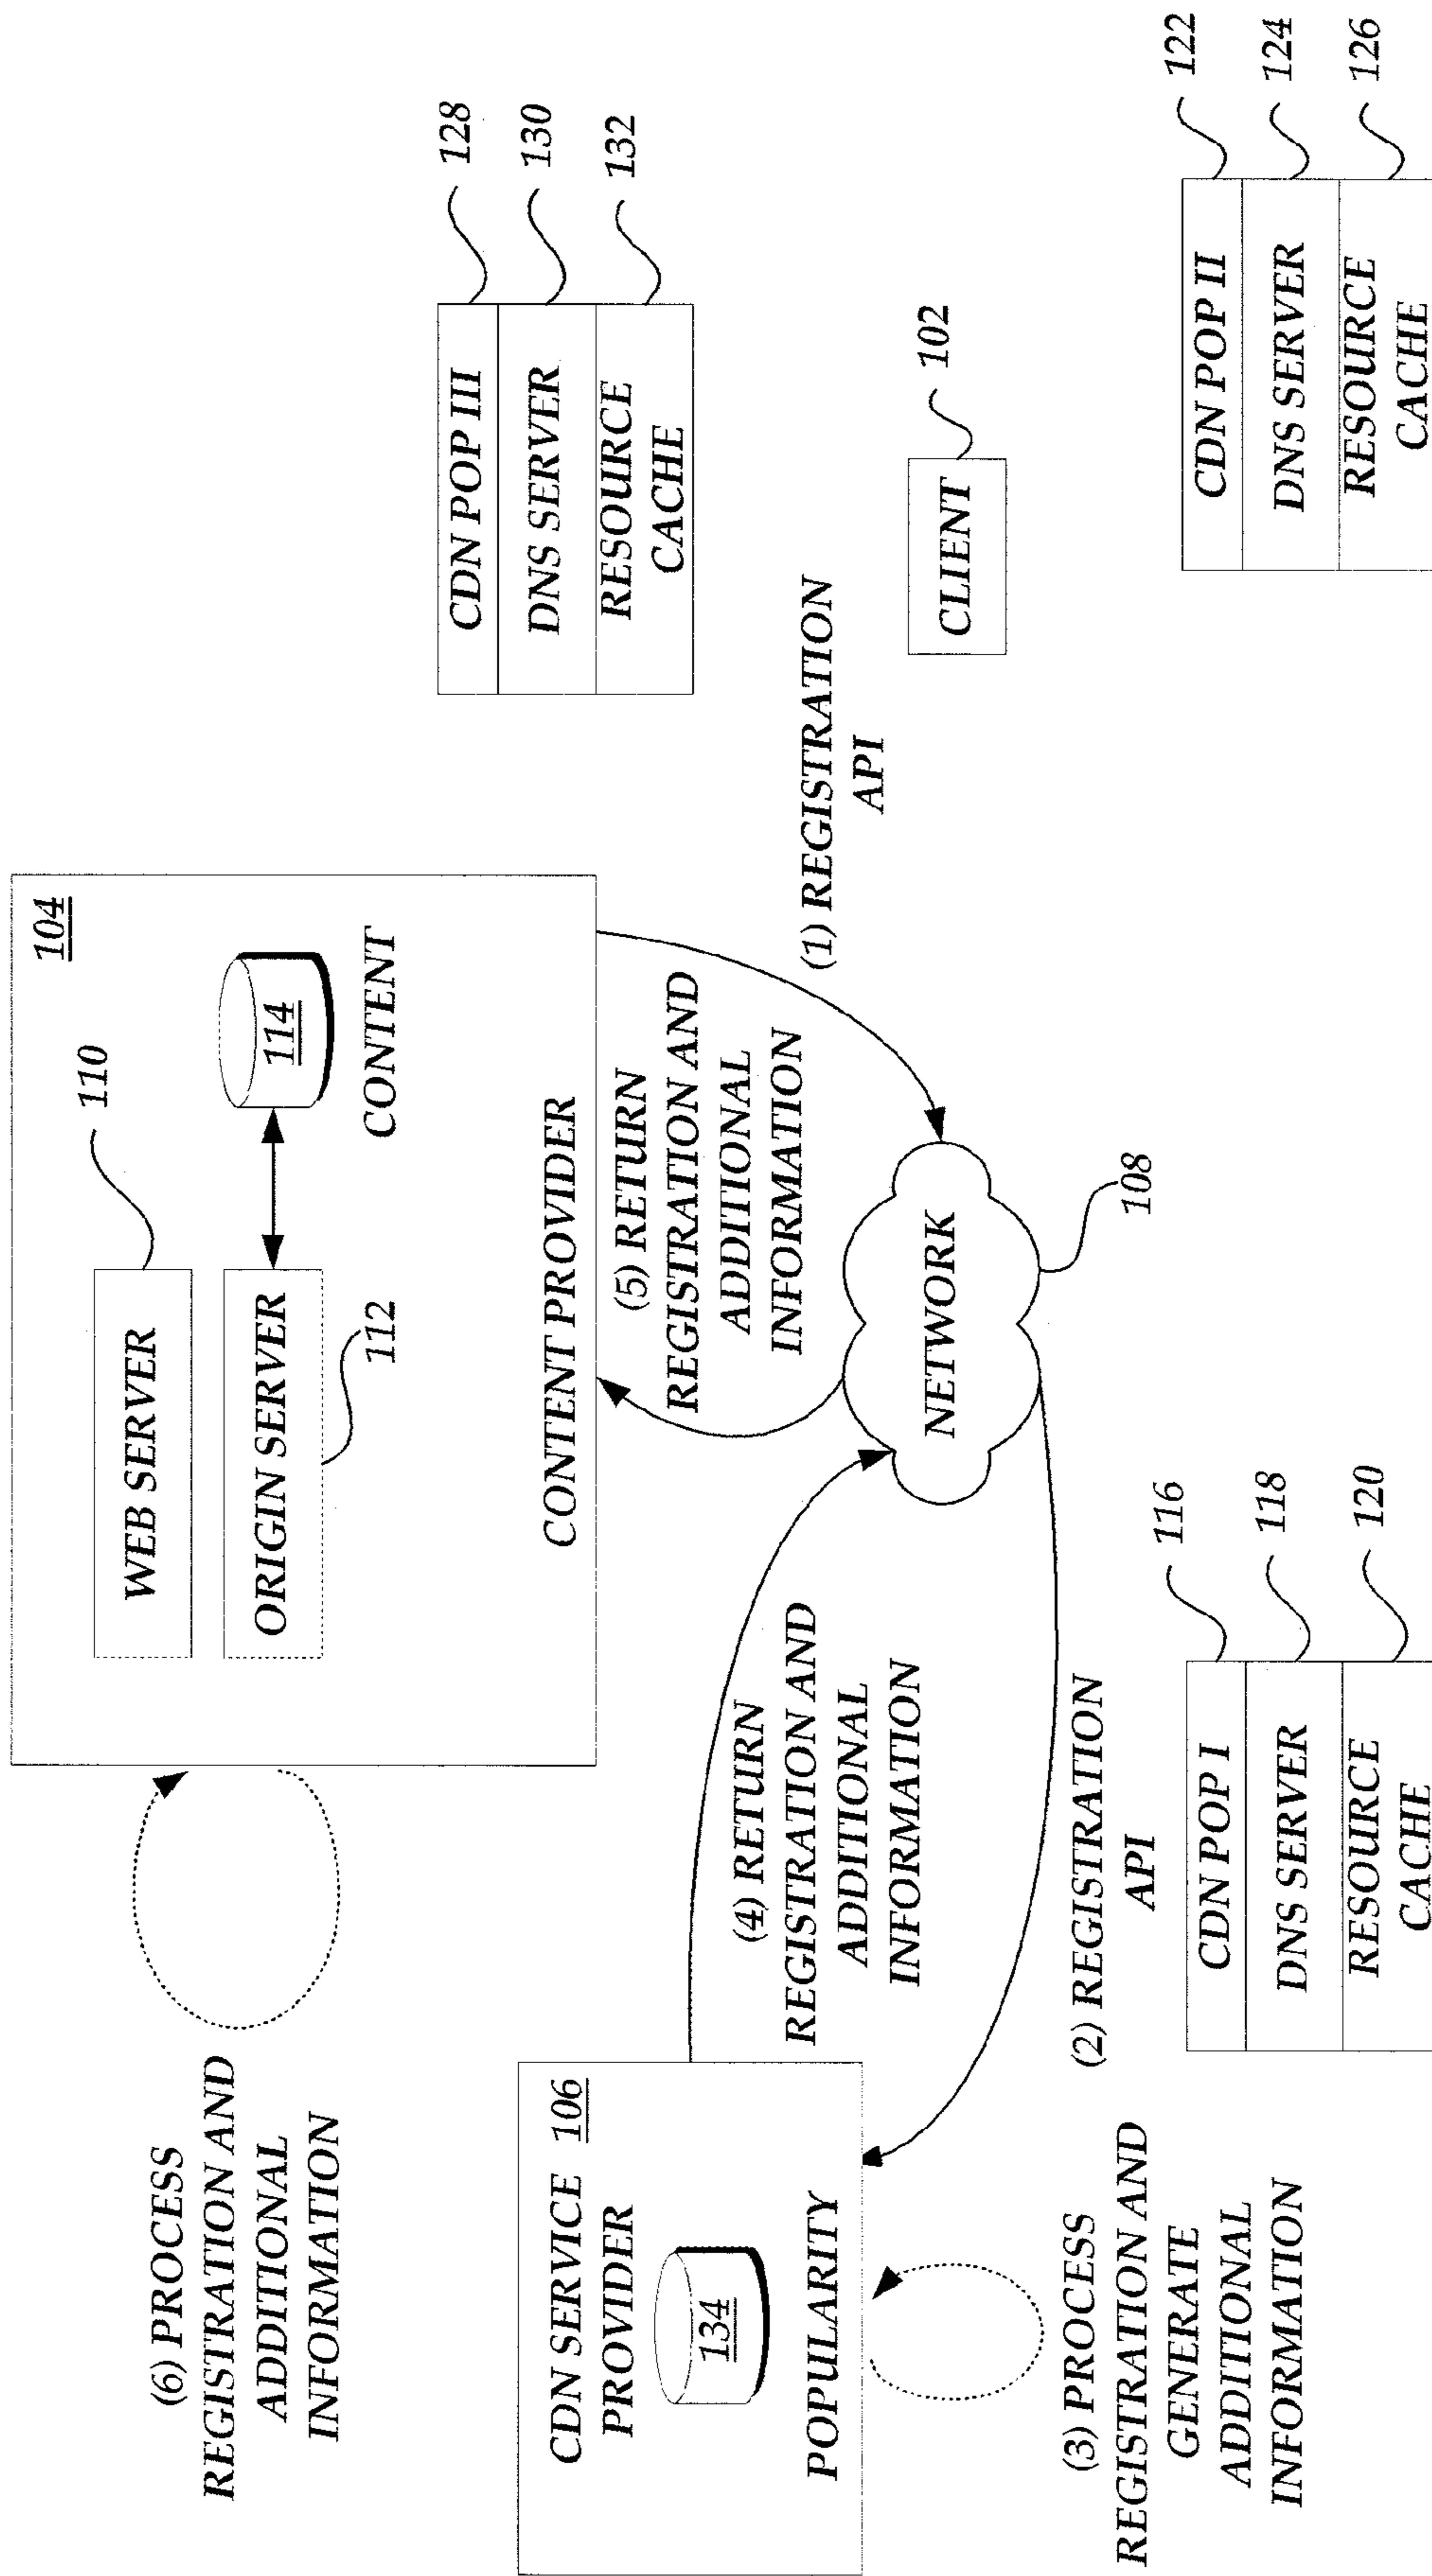 (6) PROCESS
REGISTRATION AND
ADDITIONAL
INFORMATION
104
WEB SERVER
110
ORIGIN SERVER
112
114
CONTENT
CONTENT PROVIDER
CDN SERVICE
PROVIDER
106
134
POPULARITY
(3) PROCESS
REGISTRATION AND
GENERATE
ADDITIONAL
INFORMATION
(4) RETURN
REGISTRATION AND
ADDITIONAL
INFORMATION
(5) RETURN
REGISTRATION AND
ADDITIONAL
INFORMATION
(1) REGISTRATION
API
NETWORK
108
(2) REGISTRATION
API
CDN POP III
128
DNS SERVER
130
RESOURCE
CACHE
132
CLIENT
102
CDN POP I
116
DNS SERVER
118
RESOURCE
CACHE
120
CDN POP II
122
DNS SERVER
124
RESOURCE
CACHE
126